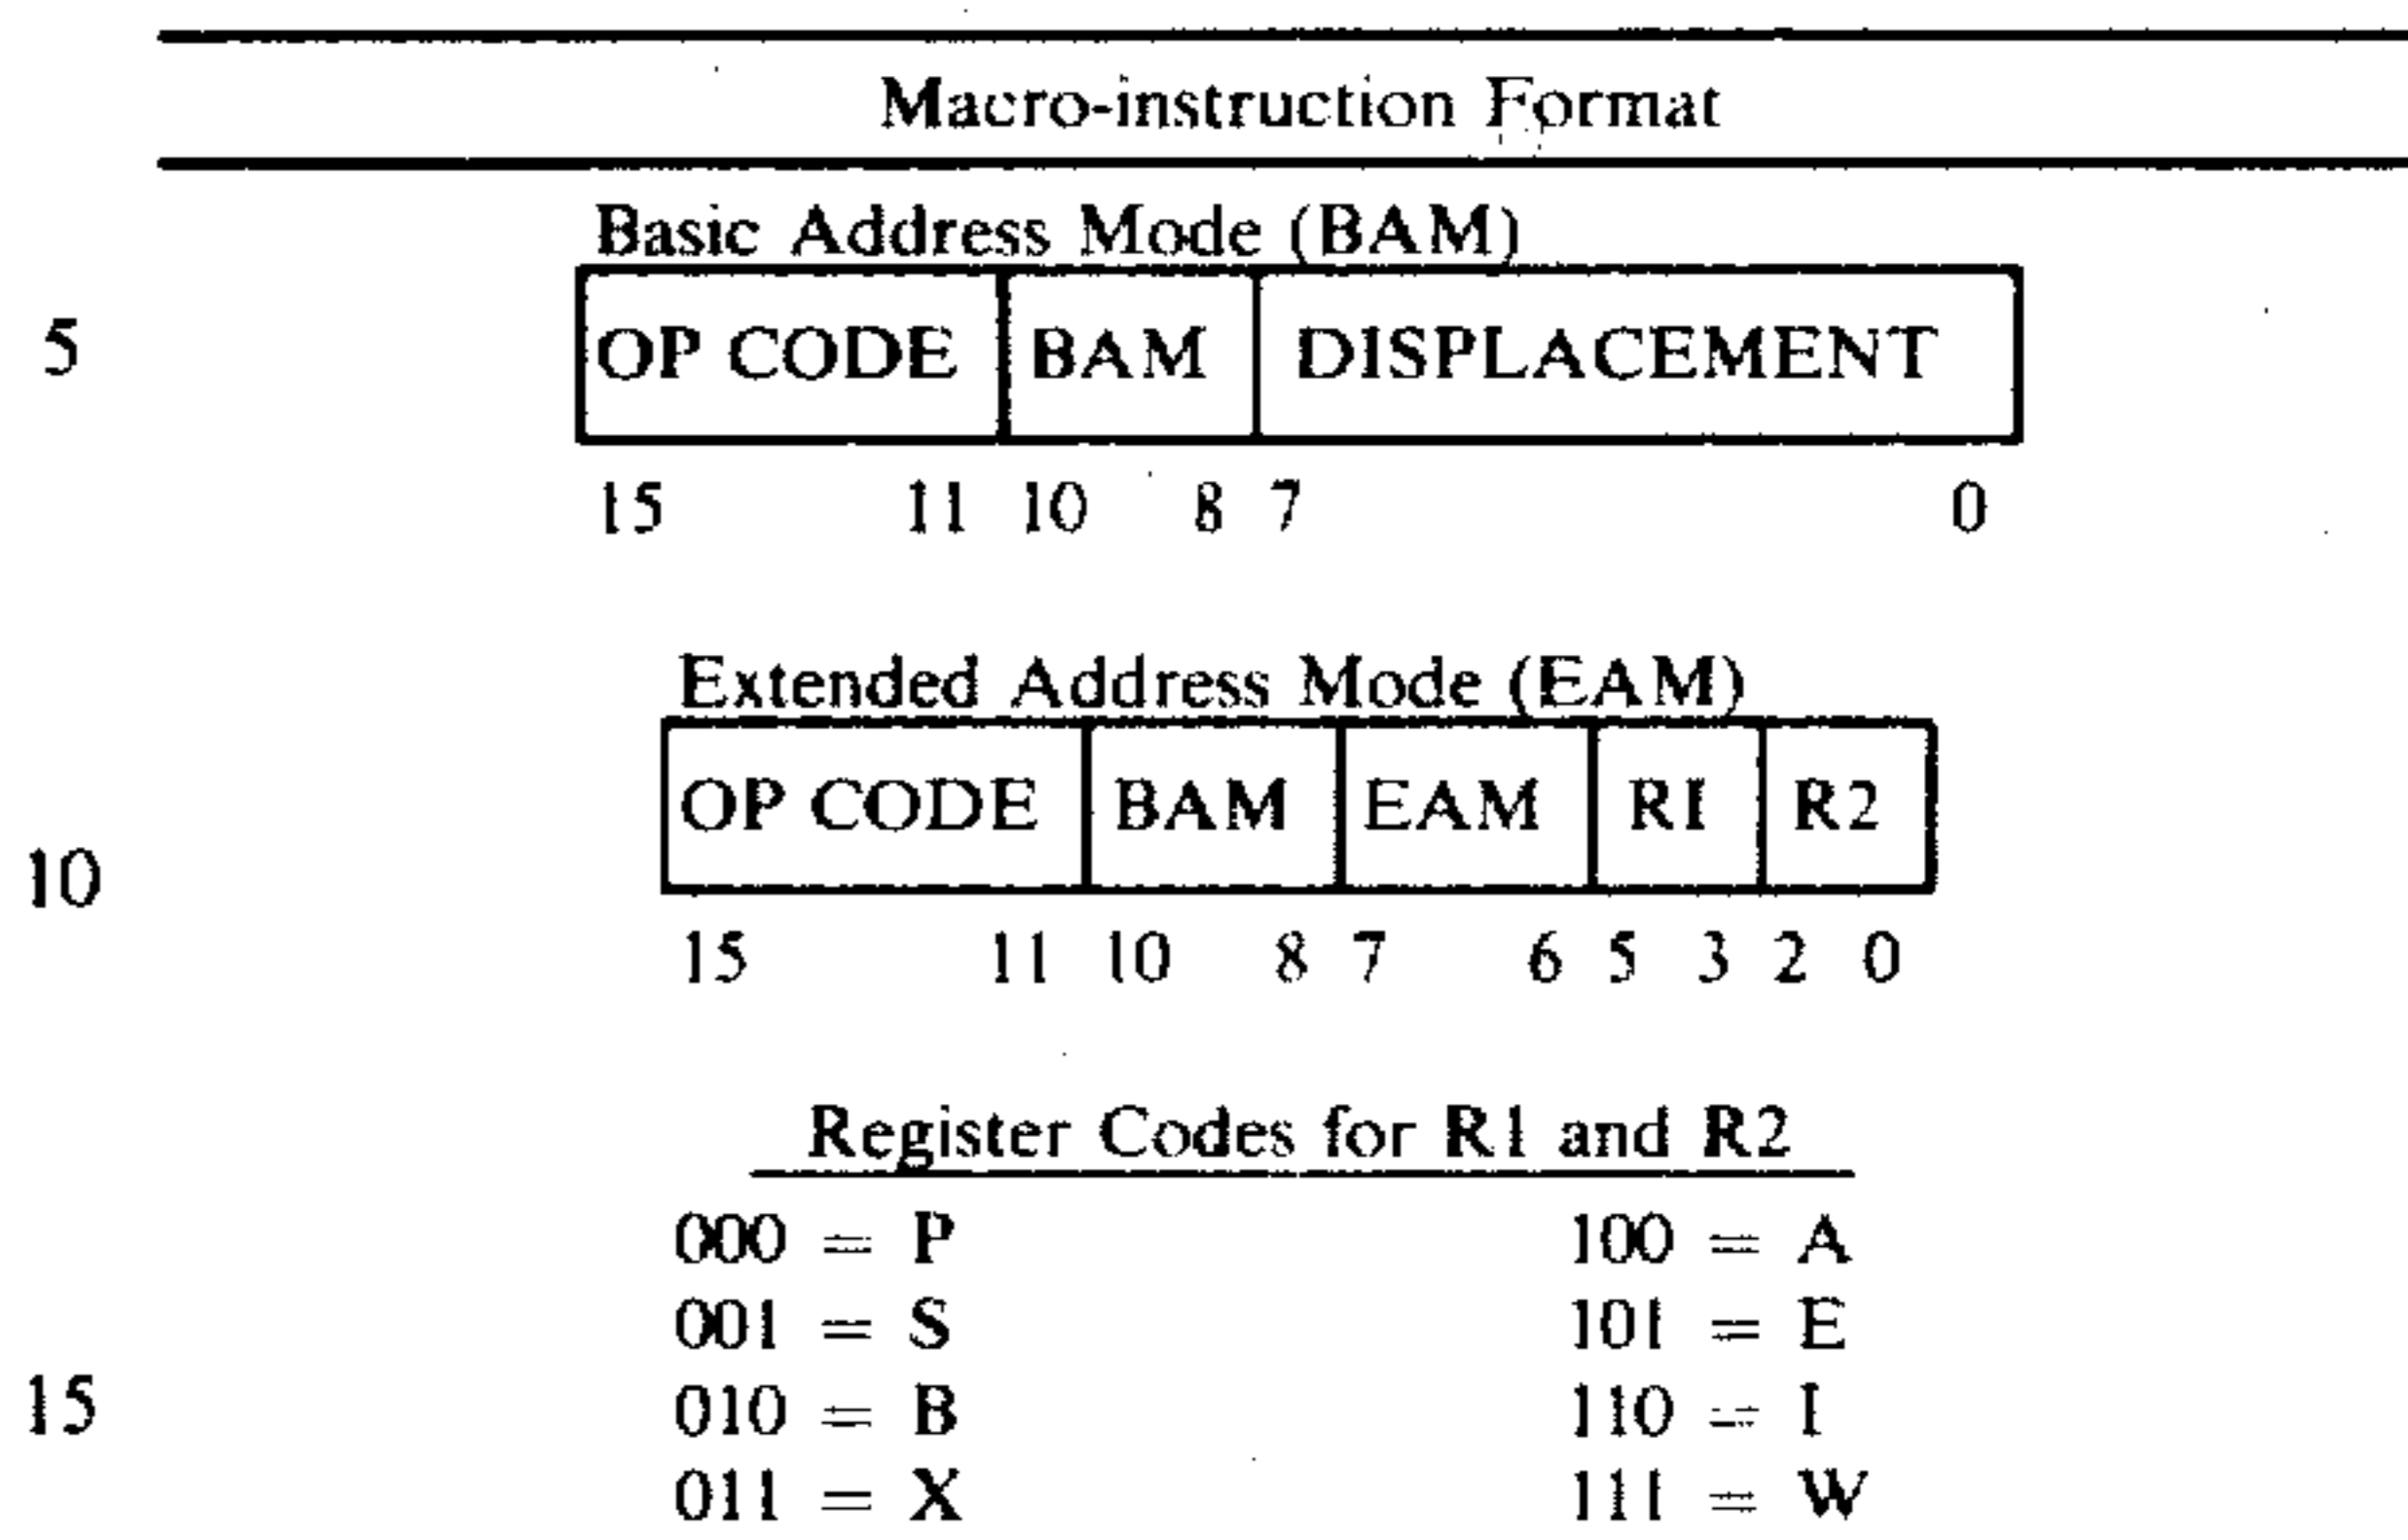 Macro-instruction Format
Basic Address Mode (BAM)
5 OP CODE BAM DISPLACEMENT
15 11 10 8 7 0
Extended Address Mode (EAM)
OP CODE BAM EAM RI R2
10
15 11 10 8 7 6 5 3 2 0
Register Codes for R1 and R2
000 = P 100 = A
001 = S 101 = E
15 010 = B 110 = I
011 = X 111 = W